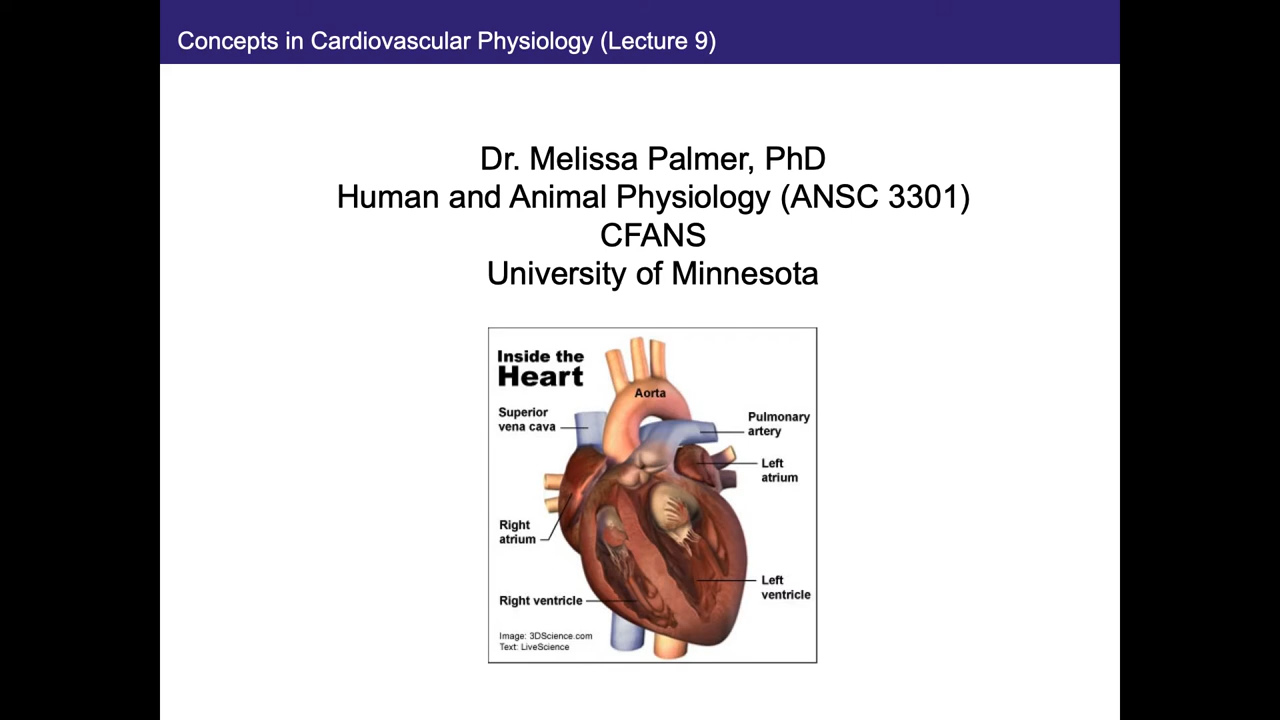 Concepts in Cardiovascular Physiology (Lecture 9)
Dr. Melissa Palmer, PhD
Human and Animal Physiology (ANSC 3301)
CFANS
University of Minnesota
Inside the
Heart
Aorta
Superior
vena cava
Pulmonary
artery
Left
atrium
Right
atrium
Left
ventricle
Right ventricle
Image: 3DScience.com
Text: LiveScience